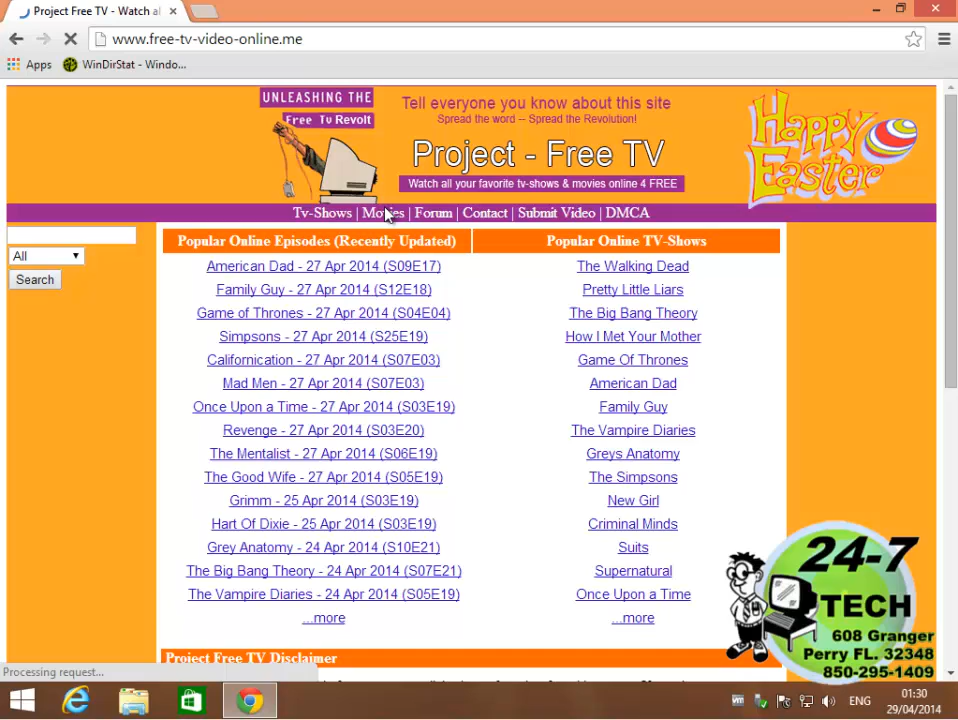 Project Free TV - Watch al
www.free-tv-video-online.me
Apps WinDirStat - Windo...
UNLEASHING THE
Free Tv Revolt
Tell everyone you know about this site
Spread the word -- Spread the Revolution!
Project - Free TV
Watch all your favorite tv-shows & movies online 4 FREE
Happy
Easter
Tv-Shows | Movies | Forum | Contact | Submit Video | DMCA
All
Search
Popular Online Episodes (Recently Updated)
American Dad - 27 Apr 2014 (S09E17)
Family Guy - 27 Apr 2014 (S12E18)
Game of Thrones - 27 Apr 2014 (S04E04)
Simpsons - 27 Apr 2014 (S25E19)
Californication - 27 Apr 2014 (S07E03)
Mad Men - 27 Apr 2014 (S07E03)
Once Upon a Time - 27 Apr 2014 (S03E19)
Revenge - 27 Apr 2014 (S03E20)
The Mentalist - 27 Apr 2014 (S06E19)
The Good Wife - 27 Apr 2014 (S05E19)
Grimm - 25 Apr 2014 (S03E19)
Hart Of Dixie - 25 Apr 2014 (S03E19)
Grey Anatomy - 24 Apr 2014 (S10E21)
The Big Bang Theory - 24 Apr 2014 (S07E21)
The Vampire Diaries - 24 Apr 2014 (S05E19)
...more
Popular Online TV-Shows
The Walking Dead
Pretty Little Liars
The Big Bang Theory
How I Met Your Mother
Game Of Thrones
American Dad
Family Guy
The Vampire Diaries
Greys Anatomy
The Simpsons
New Girl
Criminal Minds
Suits
Supernatural
Once Upon a Time
...more
Project Free TV Disclaimer
24-7
TECH
608 Granger
Perry FL. 32348
850-295-1409
Processing request...
ENG
01:30
29/04/2014